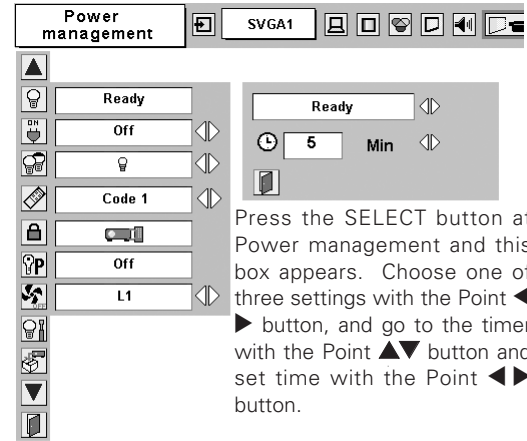 Power
management
SVGA1
Ready
ON
Off
Code 1
P
Off
OFF
L1
Ready
5 Min
Press the SELECT button at
Power management and this
box appears. Choose one of
three settings with the Point ◀
▶ button, and go to the timer
with the Point ▲▼ button and
set time with the Point ◀▶
button.